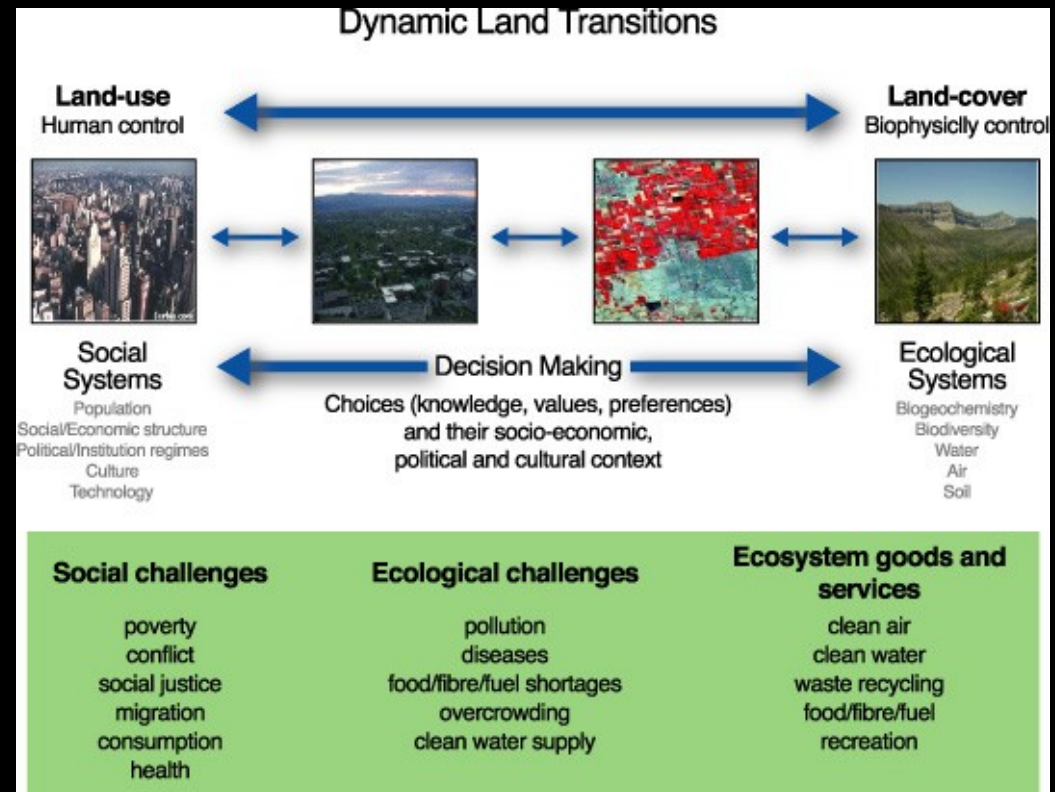 Dynamic Land Transitions
Land-use
Human control
Land-cover
Biophysiclly control
Social
Systems
Population
Social/Economic structure
Political/Institution regimes
Culture
Technology
Decision Making
Choices (knowledge, values, preferences)
and their socio-economic,
political and cultural context
Ecological
Systems
Biogeochemistry
Biodiversity
Water
Air
Soil
Social challenges
poverty
conflict
social justice
migration
consumption
health
Ecological challenges
pollution
diseases
food/fibre/fuel shortages
overcrowding
clean water supply
Ecosystem goods and
services
clean air
clean water
waste recycling
food/fibre/fuel
recreation